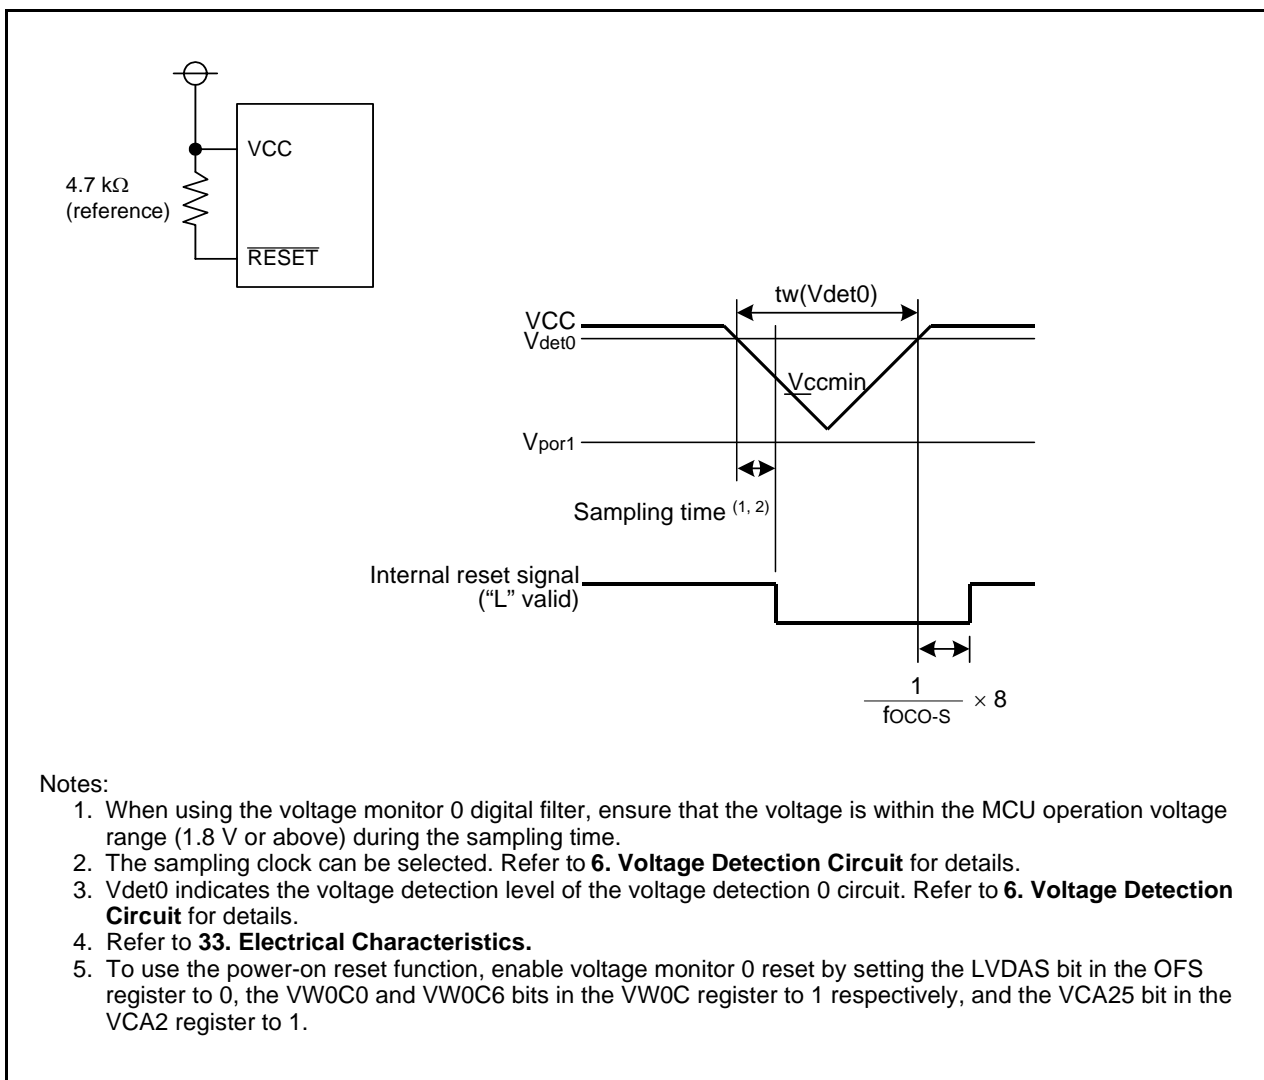 VCC
4.7 kΩ
(reference)
RESET
tw(Vdet0)
VCC
Vdet0
Vccmin
Vpor1
Sampling time (1, 2)
Internal reset signal
(“L” valid)
1
fOCO-S
× 8
Notes:
1. When using the voltage monitor 0 digital filter, ensure that the voltage is within the MCU operation voltage
range (1.8 V or above) during the sampling time.
2. The sampling clock can be selected. Refer to 6. Voltage Detection Circuit for details.
3. Vdet0 indicates the voltage detection level of the voltage detection 0 circuit. Refer to 6. Voltage Detection
Circuit for details.
4. Refer to 33. Electrical Characteristics.
5. To use the power-on reset function, enable voltage monitor 0 reset by setting the LVDAS bit in the OFS
register to 0, the VW0C0 and VW0C6 bits in the VW0C register to 1 respectively, and the VCA25 bit in the
VCA2 register to 1.